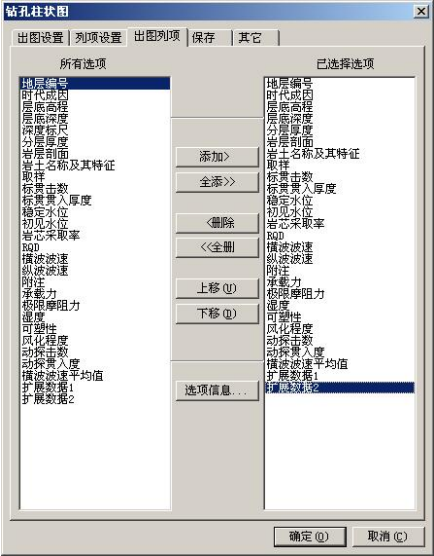 钻孔柱状图
出图设置
列项设置
出图列项
保存
其它
所有选项
地层编号
时代成因
层底高程
层底深度
深度标尺
分层厚度
岩层剖面
岩土名称及其特征
取样
标贯击数
标贯贯入厚度
稳定水位
初见水位
岩芯采取率
RQD
横波波速
纵波波速
附注
承载力
极限摩阻力
湿度
可塑性
风化程度
动探击数
动探贯入度
横波波速平均值
扩展数据1
扩展数据2
添加>
全添>>
<删除
<<全删
上移(U)
下移(D)
选项信息...
已选择选项
地层编号
时代成因
层底高程
层底深度
分层厚度
岩层剖面
岩土名称及其特征
取样
标贯击数
标贯贯入厚度
稳定水位
初见水位
岩芯采取率
RQD
横波波速
纵波波速
附注
承载力
极限摩阻力
湿度
可塑性
风化程度
动探击数
动探贯入度
横波波速平均值
扩展数据1
扩展数据2
确定(O)
取消(C)